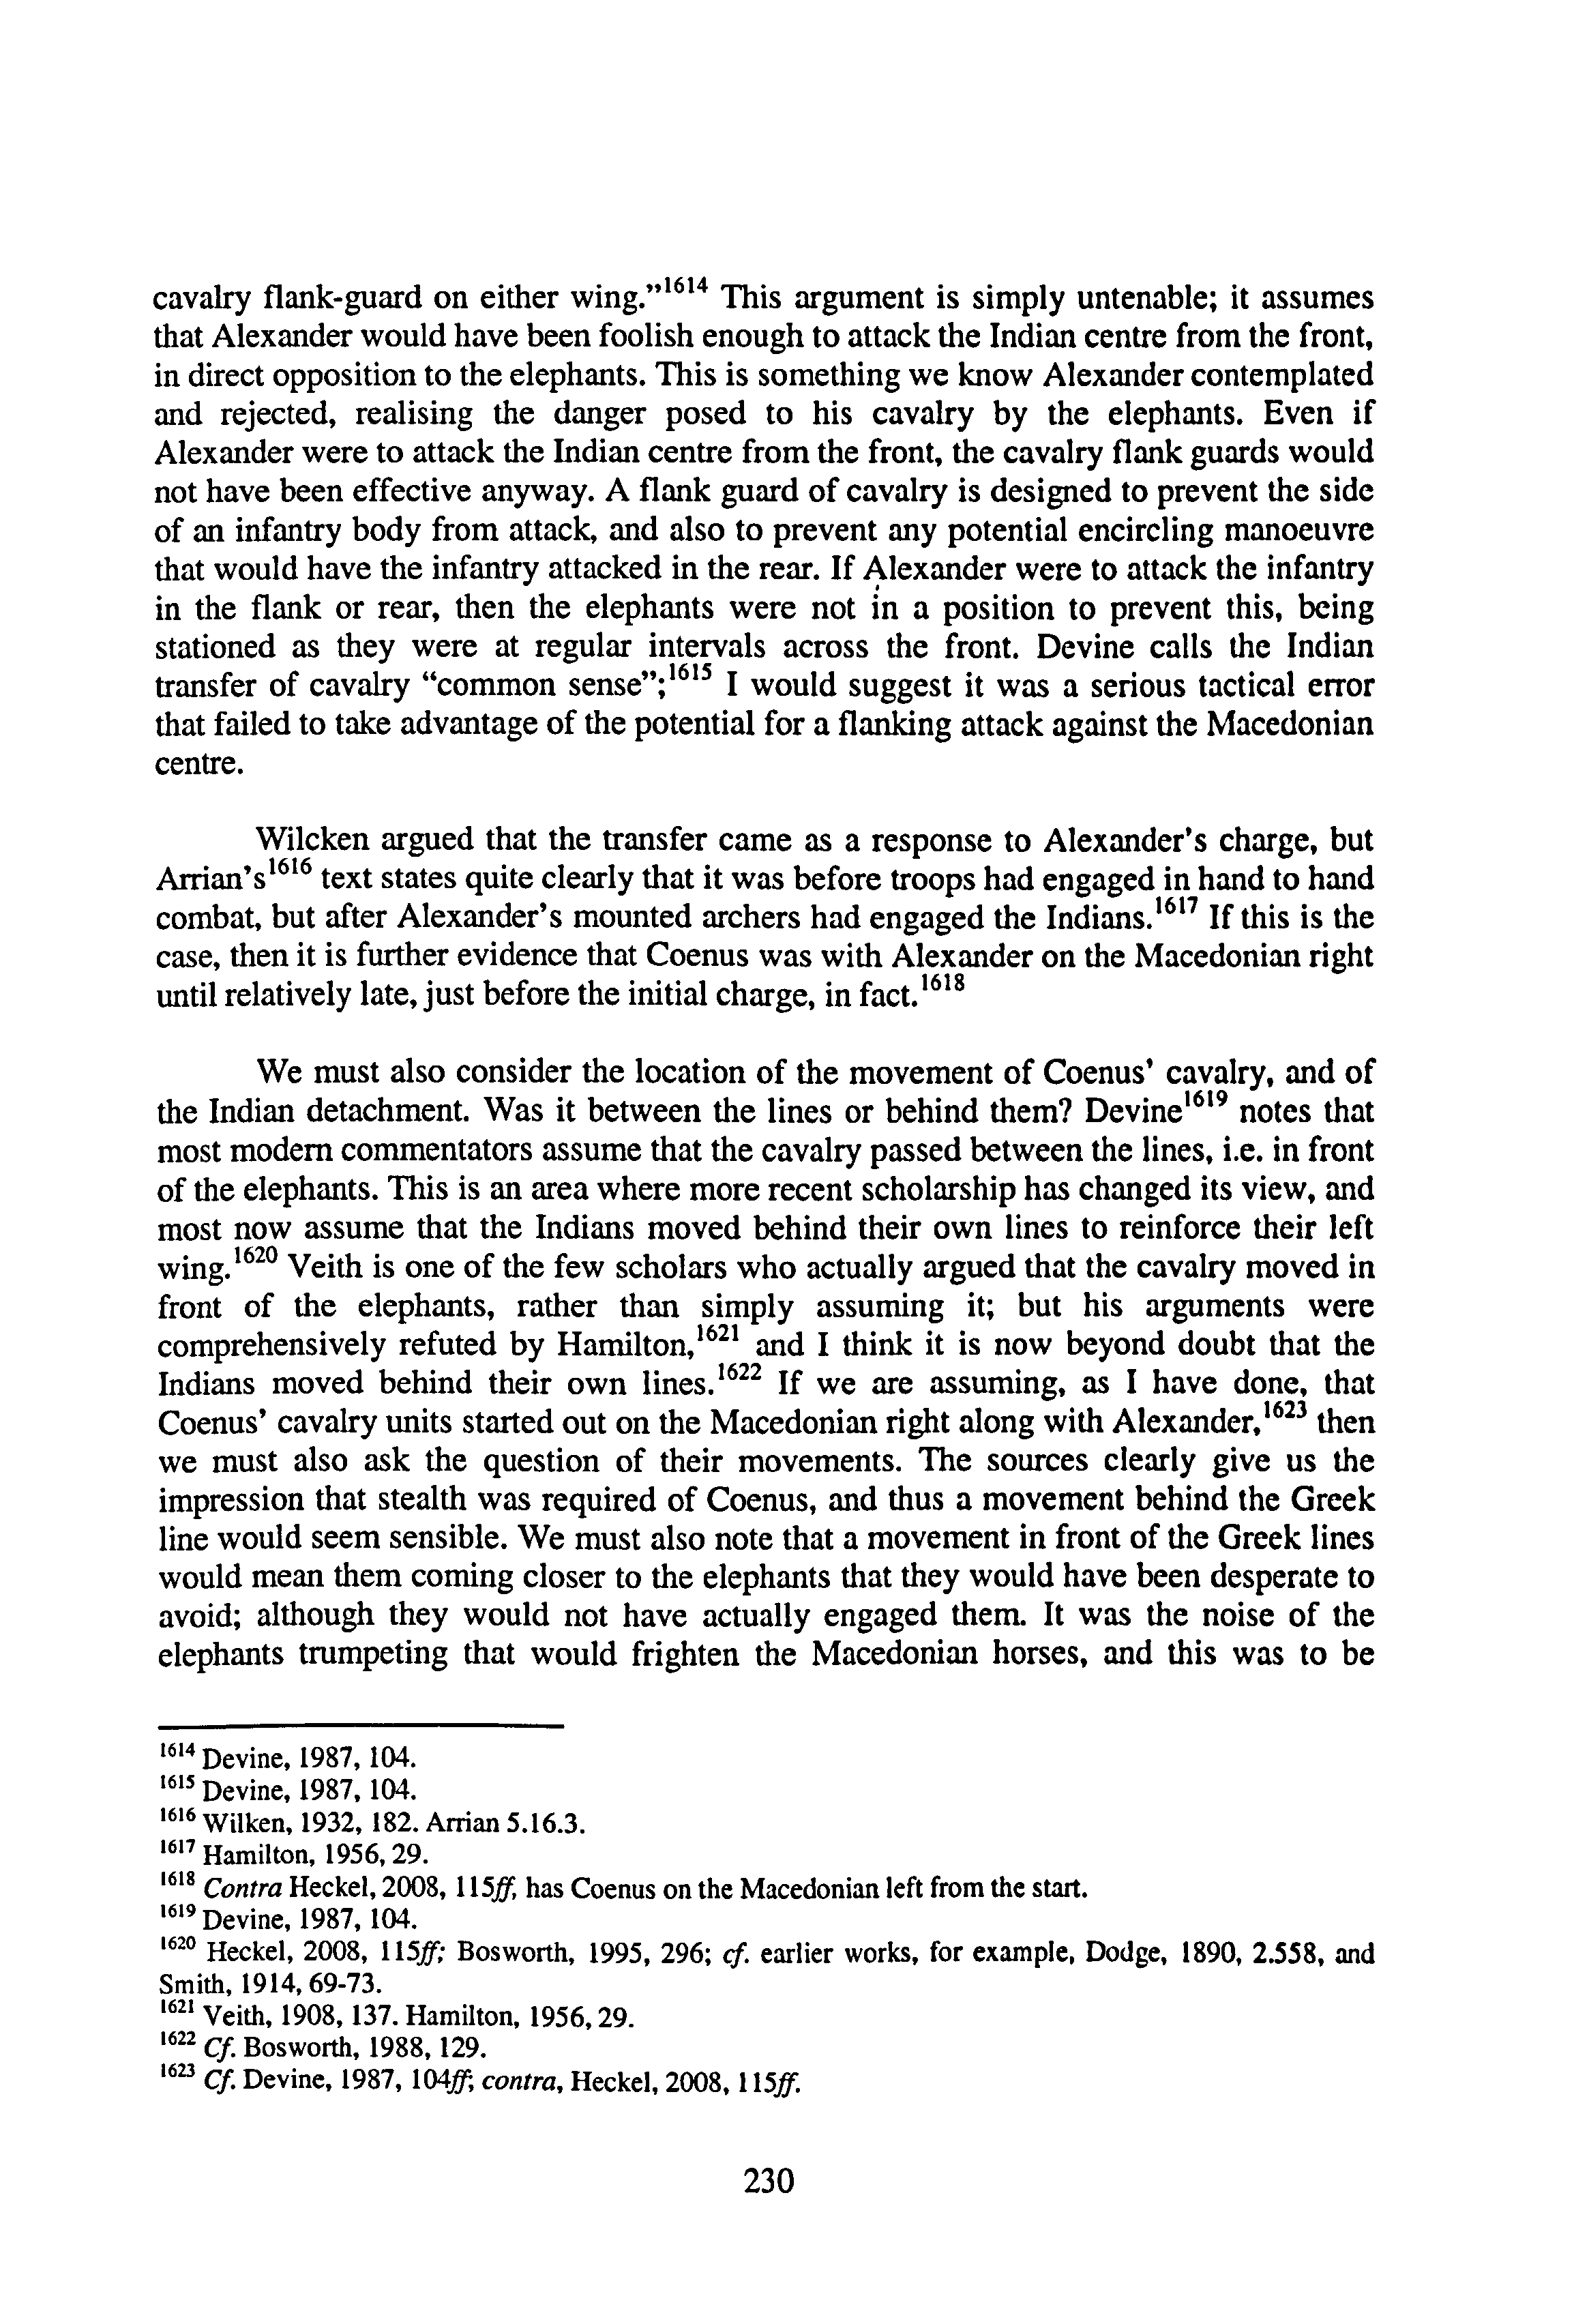 cavalry flank-guard on either wing."1614 This argument is simply untenable; it assumes
that Alexander would have been foolish enough to attack the Indian centre from the front,
in direct opposition to the elephants. This is something we know Alexander contemplated
and rejected, realising the danger posed to his cavalry by the elephants. Even if
Alexander were to attack the Indian centre from the front, the cavalry flank guards would
not have been effective anyway. A flank guard of cavalry is designed to prevent the side
of an infantry body from attack, and also to prevent any potential encircling manoeuvre
that would have the infantry attacked in the rear. If Alexander were to attack the infantry
in the flank or rear, then the elephants were not in a position to prevent this, being
stationed as they were at regular intervals across the front. Devine calls the Indian
transfer of cavalry “common sense”;1615 I would suggest it was a serious tactical error
that failed to take advantage of the potential for a flanking attack against the Macedonian
centre.
Wilcken argued that the transfer came as a response to Alexander's charge, but
Arrian's1616 text states quite clearly that it was before troops had engaged in hand to hand
combat, but after Alexander's mounted archers had engaged the Indians.1617 If this is the
case, then it is further evidence that Coenus was with Alexander on the Macedonian right
until relatively late, just before the initial charge, in fact.1618
We must also consider the location of the movement of Coenus' cavalry, and of
the Indian detachment. Was it between the lines or behind them? Devine1619 notes that
most modern commentators assume that the cavalry passed between the lines, i.e. in front
of the elephants. This is an area where more recent scholarship has changed its view, and
most now assume that the Indians moved behind their own lines to reinforce their left
wing.1620 Veith is one of the few scholars who actually argued that the cavalry moved in
front of the elephants, rather than simply assuming it; but his arguments were
comprehensively refuted by Hamilton,1621 and I think it is now beyond doubt that the
Indians moved behind their own lines.1622 If we are assuming, as I have done, that
Coenus' cavalry units started out on the Macedonian right along with Alexander,1623 then
we must also ask the question of their movements. The sources clearly give us the
impression that stealth was required of Coenus, and thus a movement behind the Greek
line would seem sensible. We must also note that a movement in front of the Greek lines
would mean them coming closer to the elephants that they would have been desperate to
avoid; although they would not have actually engaged them. It was the noise of the
elephants trumpeting that would frighten the Macedonian horses, and this was to be
1614 Devine, 1987, 104.
1615 Devine, 1987, 104.
1616 Wilken, 1932, 182. Arrian 5.16.3.
1617 Hamilton, 1956, 29.
1618 Contra Heckel, 2008, 115ff, has Coenus on the Macedonian left from the start.
1619 Devine, 1987, 104.
1620 Heckel, 2008, 115ff; Bosworth, 1995, 296; cf. earlier works, for example, Dodge, 1890, 2.558, and
Smith, 1914, 69-73.
1621 Veith, 1908, 137. Hamilton, 1956, 29.
1622 Cf. Bosworth, 1988, 129.
1623 Cf. Devine, 1987, 104ff; contra, Heckel, 2008, 115ff.
230